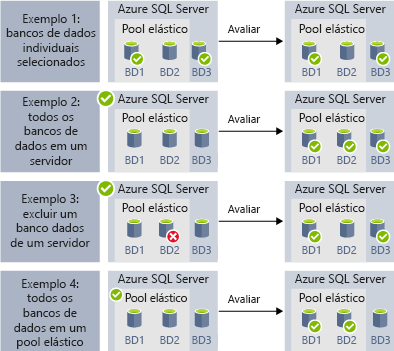 Exemplo 1:
bancos de dados
individuais
selecionados
Azure SQL Server
Pool elástico
BD1 BD2 BD3
Avaliar
Azure SQL Server
Pool elástico
BD1 BD2 BD3
Exemplo 2:
todos os
bancos de
dados em um
servidor
Azure SQL Server
Pool elástico
BD1 BD2 BD3
Avaliar
Azure SQL Server
Pool elástico
BD1 BD2 BD3
Exemplo 3:
excluir um
banco dados
de um servidor
Azure SQL Server
Pool elástico
BD1 BD2 BD3
Avaliar
Azure SQL Server
Pool elástico
BD1 BD2 BD3
Exemplo 4:
todos os
bancos de
dados em um
pool elástico
Azure SQL Server
Pool elástico
BD1 BD2 BD3
Avaliar
Azure SQL Server
Pool elástico
BD1 BD2 BD3